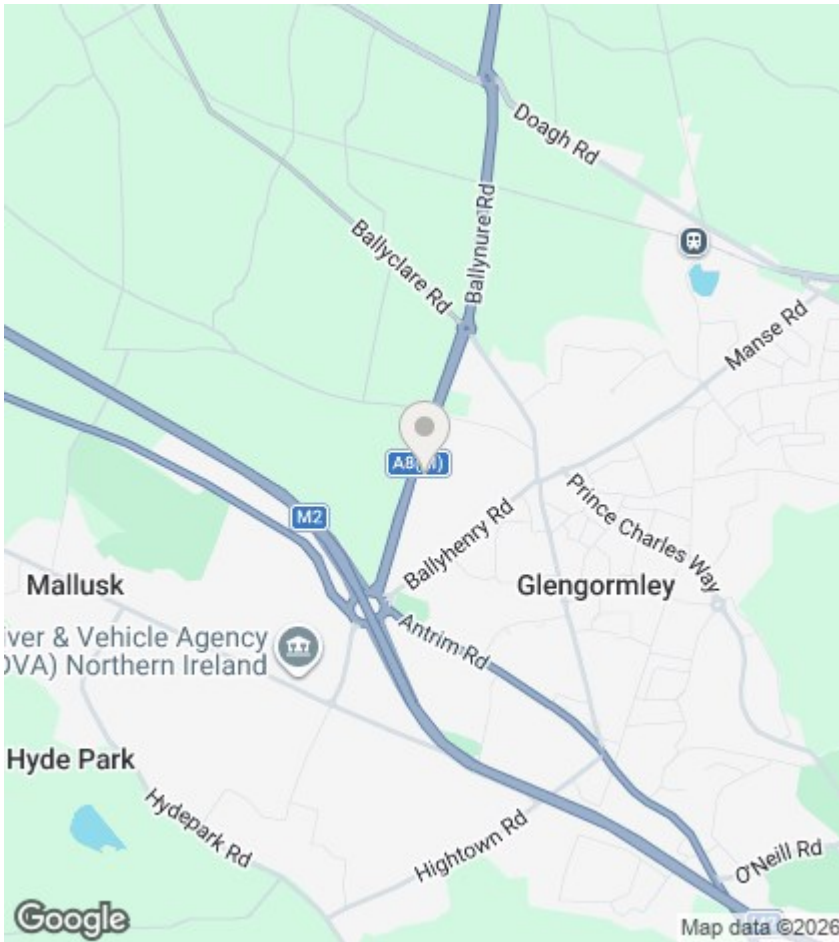 Doagh Rd
Ballynure Rd
Ballyclare Rd
Manse Rd
M2
Ballyhenry Rd
Prince Charles Way
Mallusk
Glengormley
iver & Vehicle Agency
DVA) Northern Ireland
Antrim Rd
Hyde Park
Hydepark Rd
Hightown Rd
O'Neill Rd
Google
Map data ©2026